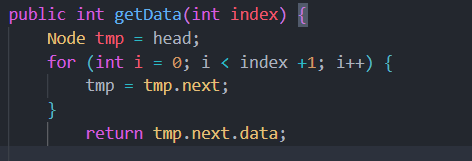 public int getData(int index) {
Node tmp = head;
for (int i = 0; i < index +1; i++) {
tmp = tmp.next;
}
return tmp.next.data;